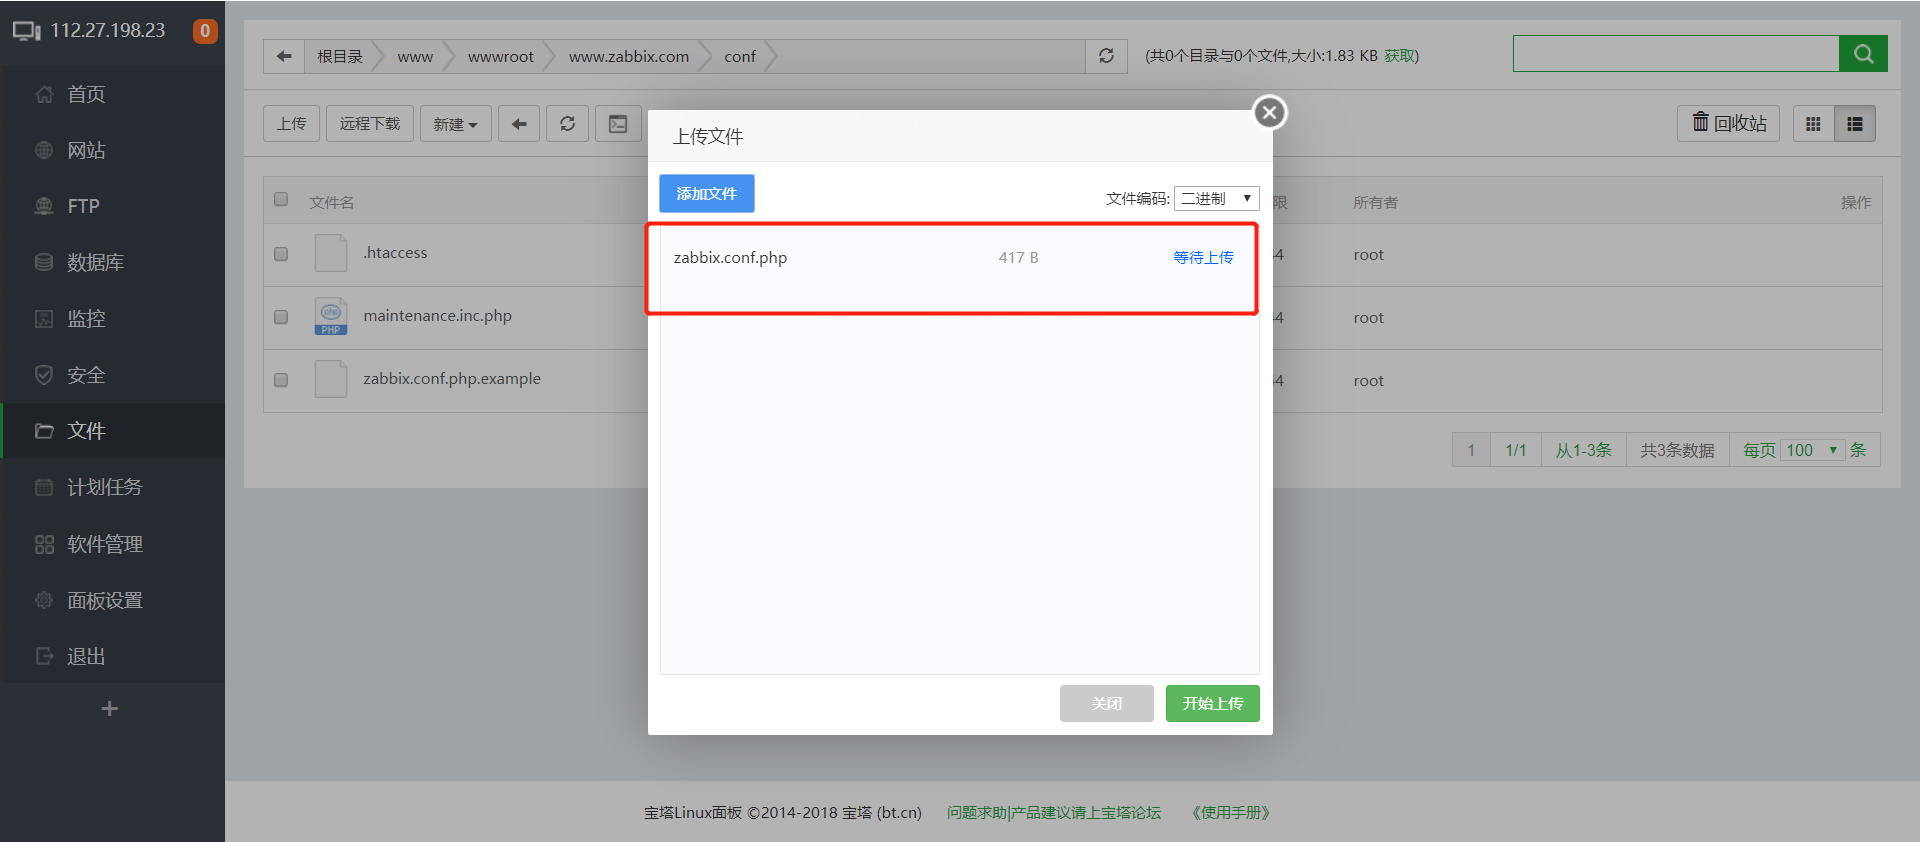 112.27.198.23 0
首页
网站
FTP
数据库
监控
安全
文件
计划任务
软件管理
面板设置
退出
根目录 www wwwroot www.zabbix.com conf
(共0个目录与0个文件,大小:1.83 KB 获取)
上传 远程下载 新建
回收站
文件名 限 所有者 操作
.htaccess 4 root
maintenance.inc.php 4 root
php
PHP
zabbix.conf.php.example 4 root
1 1/1 从1-3条 共3条数据 每页 100 条
上传文件
添加文件 文件编码: 二进制
zabbix.conf.php 417 B 等待上传
关闭 开始上传
宝塔Linux面板 ©2014-2018 宝塔 (bt.cn) 问题求助|产品建议请上宝塔论坛 《使用手册》